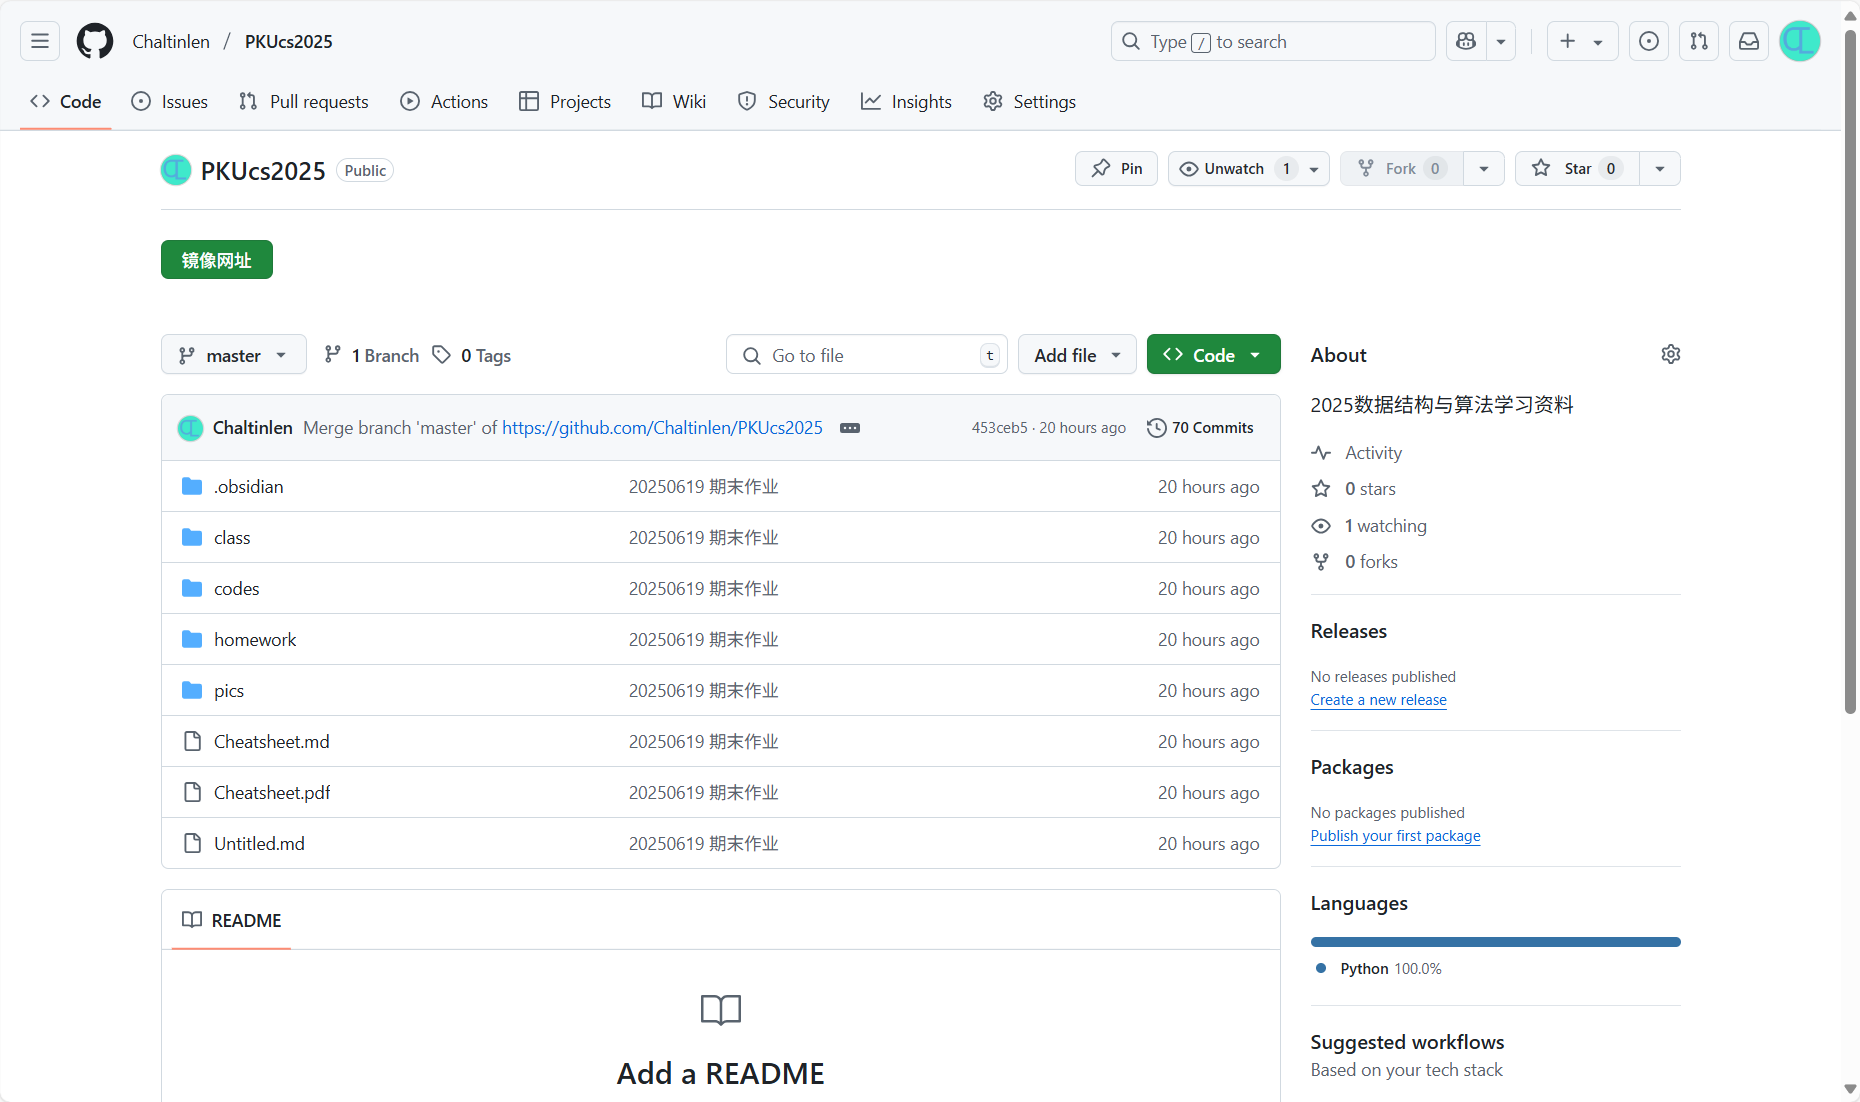 Chaltinlen / PKUcs2025
Type / to search
Code Issues Pull requests Actions Projects Wiki Security Insights Settings
PKUcs2025 Public
Pin Unwatch 1 Fork 0 Star 0
镜像网址
master 1 Branch 0 Tags
Go to file t Add file Code
Chaltinlen Merge branch 'master' of https://github.com/Chaltinlen/PKUcs2025 453ceb5 · 20 hours ago 70 Commits
.obsidian 20250619 期末作业 20 hours ago
class 20250619 期末作业 20 hours ago
codes 20250619 期末作业 20 hours ago
homework 20250619 期末作业 20 hours ago
pics 20250619 期末作业 20 hours ago
Cheatsheet.md 20250619 期末作业 20 hours ago
Cheatsheet.pdf 20250619 期末作业 20 hours ago
Untitled.md 20250619 期末作业 20 hours ago
README
Add a README
About
2025数据结构与算法学习资料
Activity
0 stars
1 watching
0 forks
Releases
No releases published
Create a new release
Packages
No packages published
Publish your first package
Languages
Python 100.0%
Suggested workflows
Based on your tech stack